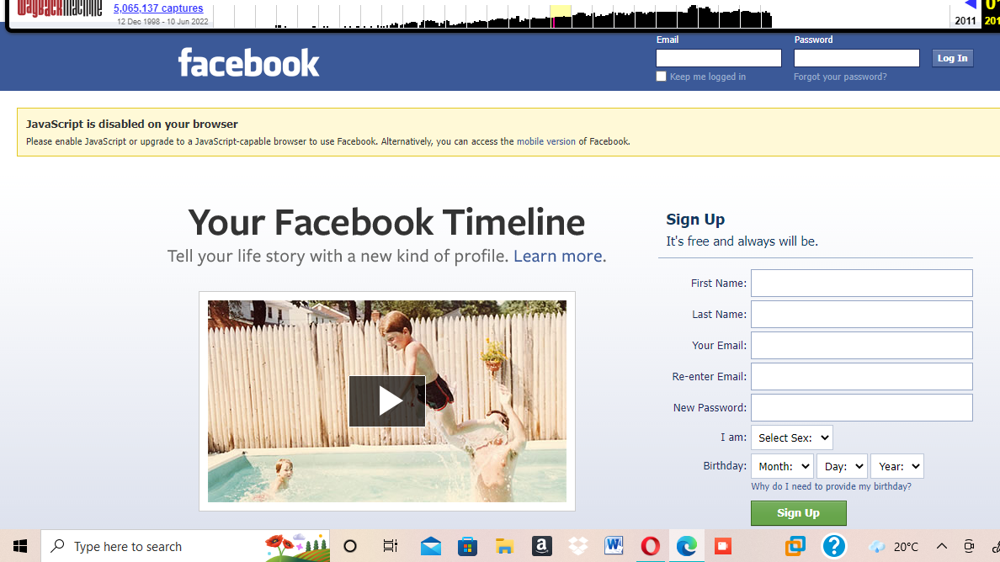 WayBackMachine
5,065,137 captures
12 Dec 1998 - 10 Jun 2022
2011
facebook
Email
Password
Log In
Keep me logged in
Forgot your password?
JavaScript is disabled on your browser
Please enable JavaScript or upgrade to a JavaScript-capable browser to use Facebook. Alternatively, you can access the mobile version of Facebook.
Your Facebook Timeline
Tell your life story with a new kind of profile. Learn more.
Sign Up
It's free and always will be.
First Name:
Last Name:
Your Email:
Re-enter Email:
New Password:
I am: Select Sex:
Birthday: Month: Day: Year:
Why do I need to provide my birthday?
Sign Up
Type here to search
a
W
?
20°C